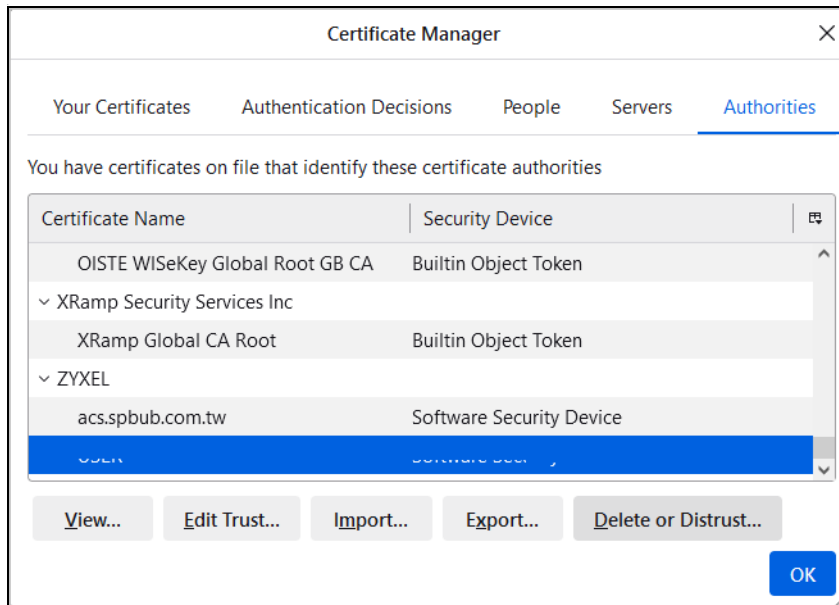 Certificate Manager
Your Certificates Authentication Decisions People Servers Authorities
You have certificates on file that identify these certificate authorities
Certificate Name Security Device
OISTE WISeKey Global Root GB CA Builtin Object Token
XRamp Security Services Inc
XRamp Global CA Root Builtin Object Token
ZYXEL
acs.spbub.com.tw Software Security Device
View... Edit Trust... Import... Export... Delete or Distrust...
OK